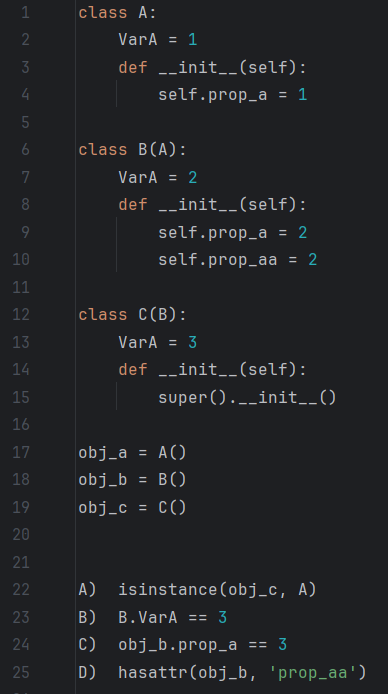 1 class A:
2     VarA = 1
3     def __init__(self):
4         self.prop_a = 1
5
6 class B(A):
7     VarA = 2
8     def __init__(self):
9         self.prop_a = 2
10         self.prop_aa = 2
11
12 class C(B):
13     VarA = 3
14     def __init__(self):
15         super().__init__()
16
17 obj_a = A()
18 obj_b = B()
19 obj_c = C()
20
21
22 A)  isinstance(obj_c, A)
23 B)  B.VarA == 3
24 C)  obj_b.prop_a == 3
25 D)  hasattr(obj_b, 'prop_aa')